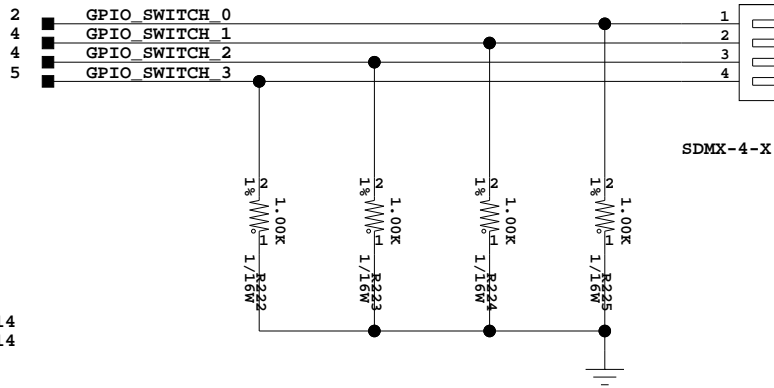 2 GPIO_SWITCH_0 1
4 GPIO_SWITCH_1 2
4 GPIO_SWITCH_2 3
5 GPIO_SWITCH_3 4
SDMX-4-X
2 1% 1.00K 1 R222 1/16W
2 1% 1.00K 1 R223 1/16W
2 1% 1.00K 1 R224 1/16W
2 1% 1.00K 1 R225 1/16W
14
14